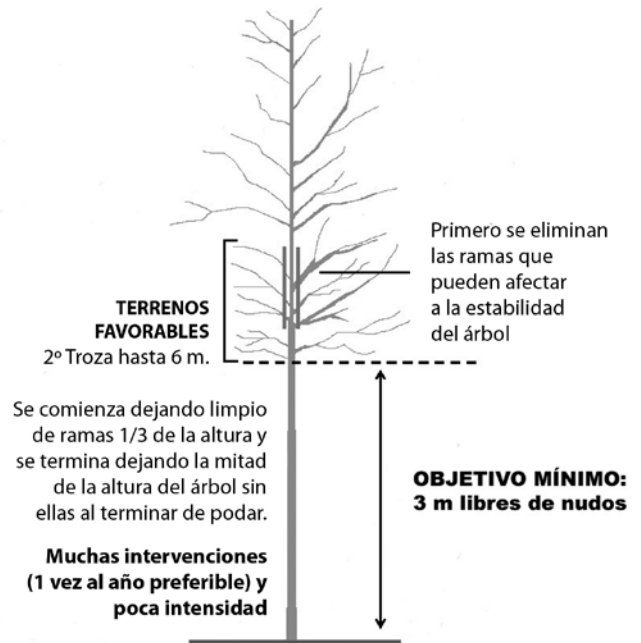 Primero se eliminan
las ramas que
pueden afectar
a la estabilidad
del árbol
TERRENOS
FAVORABLES
2º Troza hasta 6 m.
Se comienza dejando limpio
de ramas 1/3 de la altura y
se termina dejando la mitad
de la altura del árbol sin
ellas al terminar de podar.
OBJETIVO MÍNIMO:
3 m libres de nudos
Muchas intervenciones
(1 vez al año preferible) y
poca intensidad